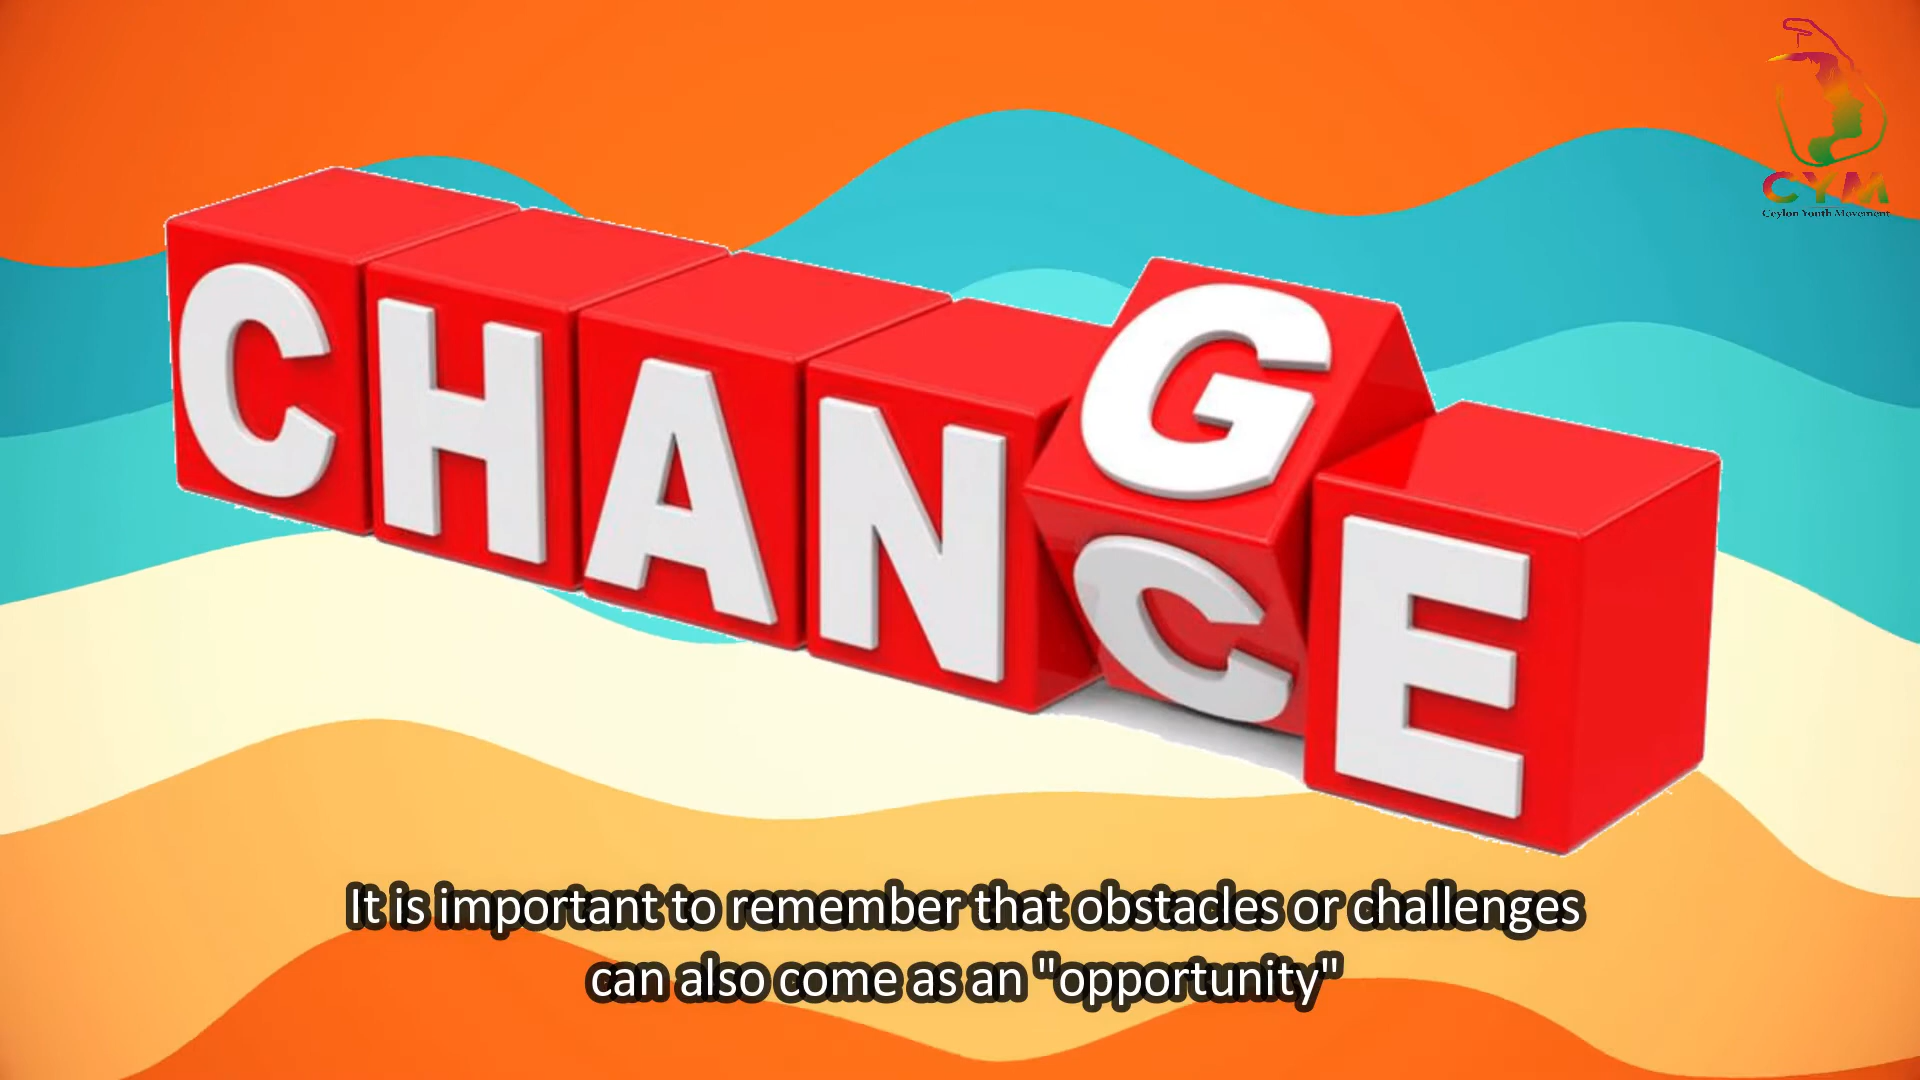 CYM
Ceylon Youth Movement
CHANGE
C
It is important to remember that obstacles or challenges
can also come as an "opportunity"